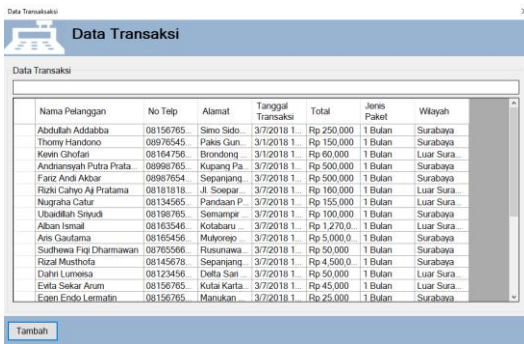 Data Transaksaksi
Data Transaksi
Data Transaksi
Nama Pelanggan No Telp Alamat Tanggal Transaksi Total Jenis Paket Wilayah
Abdullah Addabba 08156765... Simo Sido... 3/7/2018 1... Rp 250,000 1 Bulan Surabaya
Thomy Handono 08976545... Pakis Gun... 3/1/2018 1... Rp 150,000 1 Bulan Surabaya
Kevin Ghofari 08164756... Brondong ... 3/1/2018 1... Rp 60,000 1 Bulan Luar Sura...
Andriansyah Putra Prata... 08998765... Kupang Pa... 3/7/2018 1... Rp 500,000 1 Bulan Surabaya
Fariz Andi Akbar 08987654... Sepanjang... 3/7/2018 1... Rp 500,000 1 Bulan Surabaya
Rizki Cahyo Aji Pratama 08181818... Jl. Soepar... 3/7/2018 1... Rp 160,000 1 Bulan Luar Sura...
Nugraha Catur 08134565... Pandaan P... 3/7/2018 1... Rp 155,000 1 Bulan Luar Sura...
Ubaidillah Sriyudi 08198765... Semampir ... 3/7/2018 1... Rp 100,000 1 Bulan Surabaya
Alban Ismail 08163546... Kotabaru ... 3/7/2018 1... Rp 1,270,0... 1 Bulan Luar Sura...
Aris Gautama 08165456... Mulyorejo ... 3/7/2018 1... Rp 5,000,0... 1 Bulan Surabaya
Sudhewa Figi Dharmawan 08765566... Rusunawa... 3/7/2018 1... Rp 50,000 1 Bulan Surabaya
Rizal Musthofa 08145678... Sepanjang... 3/7/2018 1... Rp 4,500,0... 1 Bulan Surabaya
Dahri Lumeisa 08123456... Delta Sari ... 3/7/2018 1... Rp 50,000 1 Bulan Luar Sura...
Evita Sekar Arum 08156765... Kutai Karta... 3/7/2018 1... Rp 45,000 1 Bulan Luar Sura...
Egen Endo Lermatin 08156765... Manukan ... 3/7/2018 1... Rp 25,000 1 Bulan Surabaya
Tambah